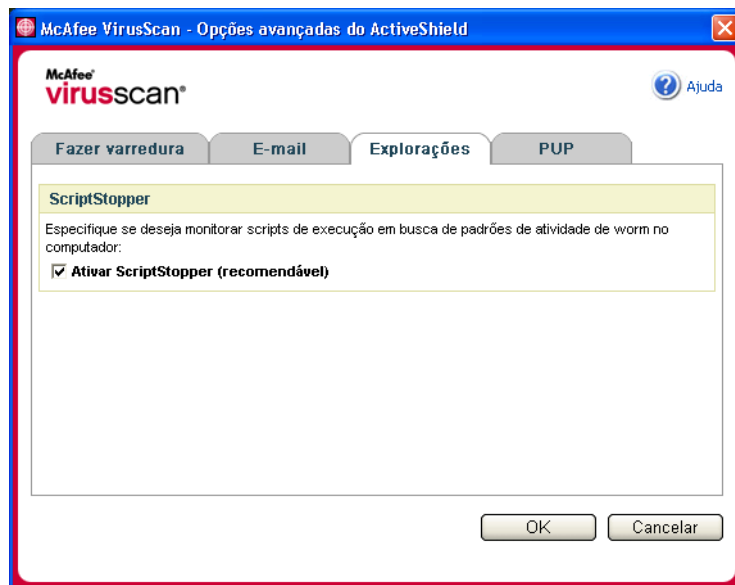 McAfee VirusScan - Opções avançadas do ActiveShield
McAfee®
virusscan®
Ajuda
Fazer varredura
E-mail
Explorações
PUP
ScriptStopper
Especifique se deseja monitorar scripts de execução em busca de padrões de atividade de worm no
computador:
Ativar ScriptStopper (recomendável)
OK
Cancelar